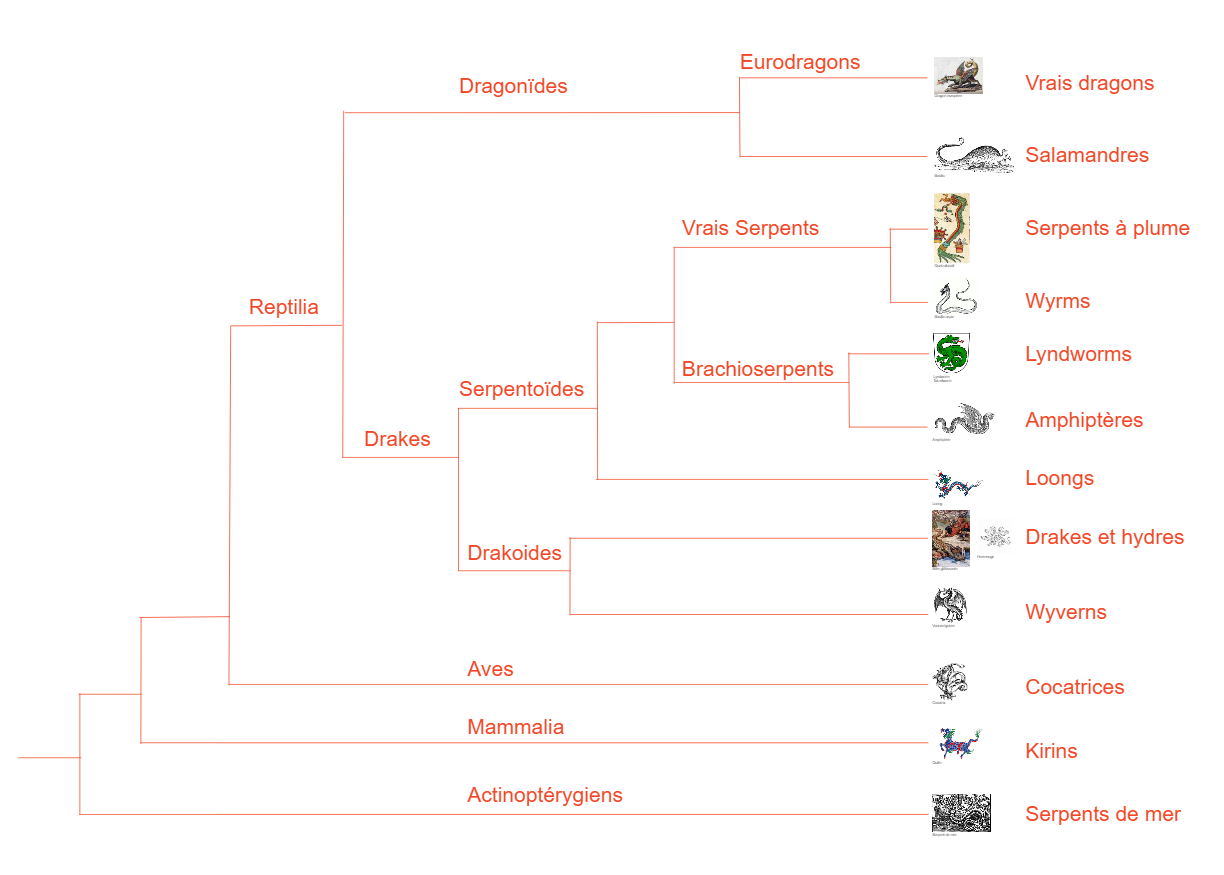 Eurodragons
Dragonïdes
Vrais dragons
Salamandres
Vrais Serpents
Serpents à plume
Reptilia
Wyrms
Lyndworms
Brachioserpents
Serpentoïdes
Amphiptères
Drakes
Loongs
Drakoides
Drakes et hydres
Wyverns
Aves
Cocatrices
Mammalia
Kirins
Actinoptérygiens
Serpents de mer